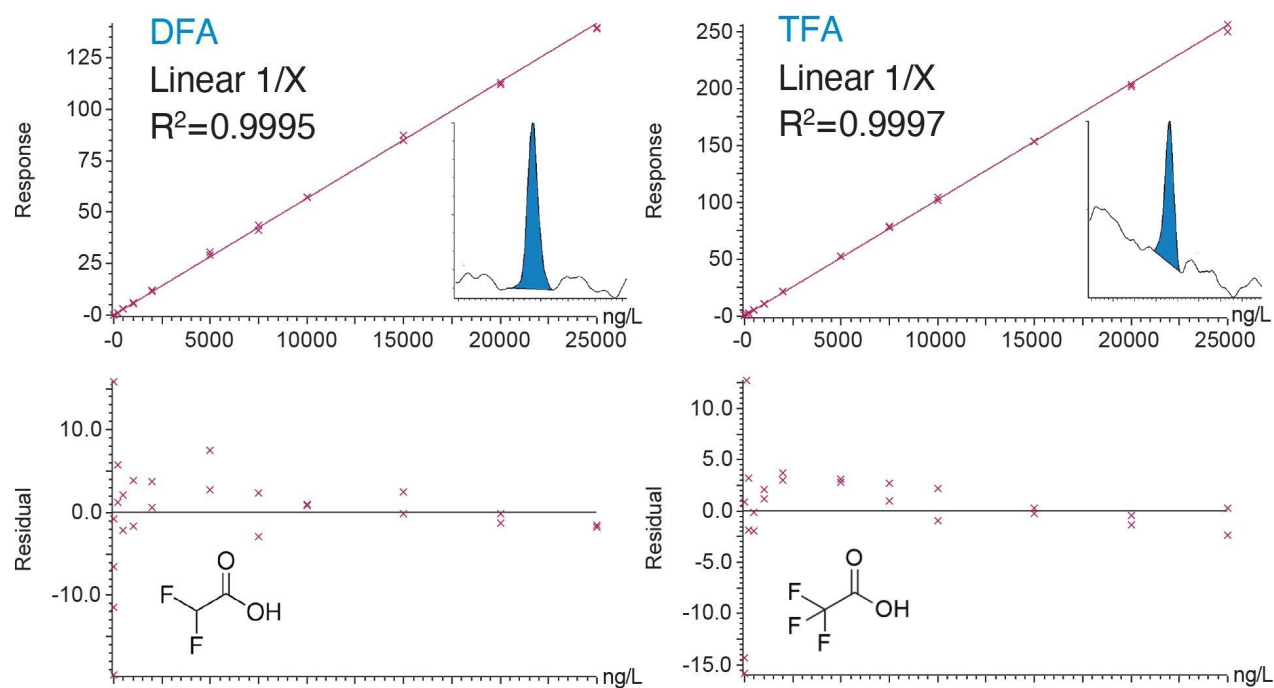 DFA
Linear 1/X
R²=0.9995
Response
125
100
75
50
25
-0
-0 5000 10000 15000 20000 25000
ng/L
TFA
Linear 1/X
R²=0.9997
Response
250
200
150
100
50
-0
-0 5000 10000 15000 20000 25000
ng/L
Residual
10.0
0.0
-10.0
ng/L
O
F
OH
F
Residual
10.0
5.0
0.0
-5.0
-10.0
-15.0
ng/L
O
F
OH
F
F